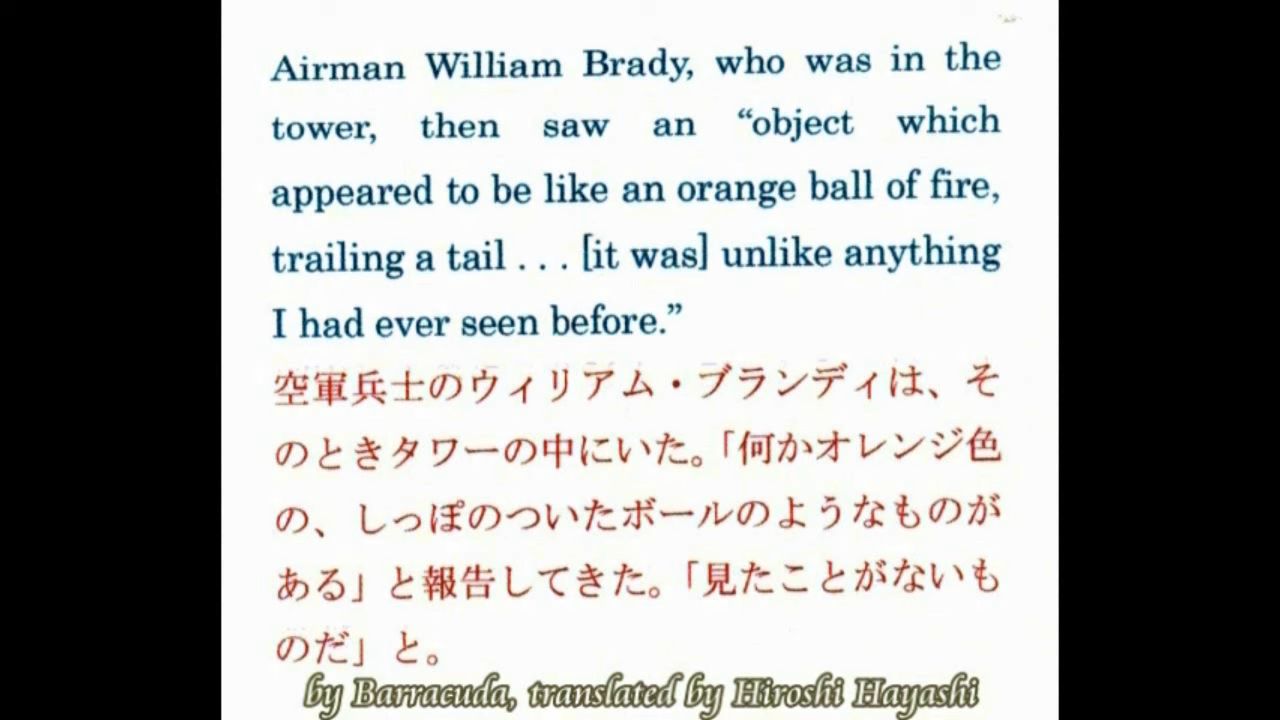 Airman William Brady, who was in the
tower, then saw an “object which
appeared to be like an orange ball of fire,
trailing a tail . . . [it was] unlike anything
I had ever seen before.”
空軍兵士のウィリアム・ブランディは、そ
のときタワーの中にいた。「何かオレンジ色
の、しっぽのついたボールのようなものが
ある」と報告してきた。「見たことがないも
のだ」と。
by Barracuda, translated by Hiroshi Hayashi